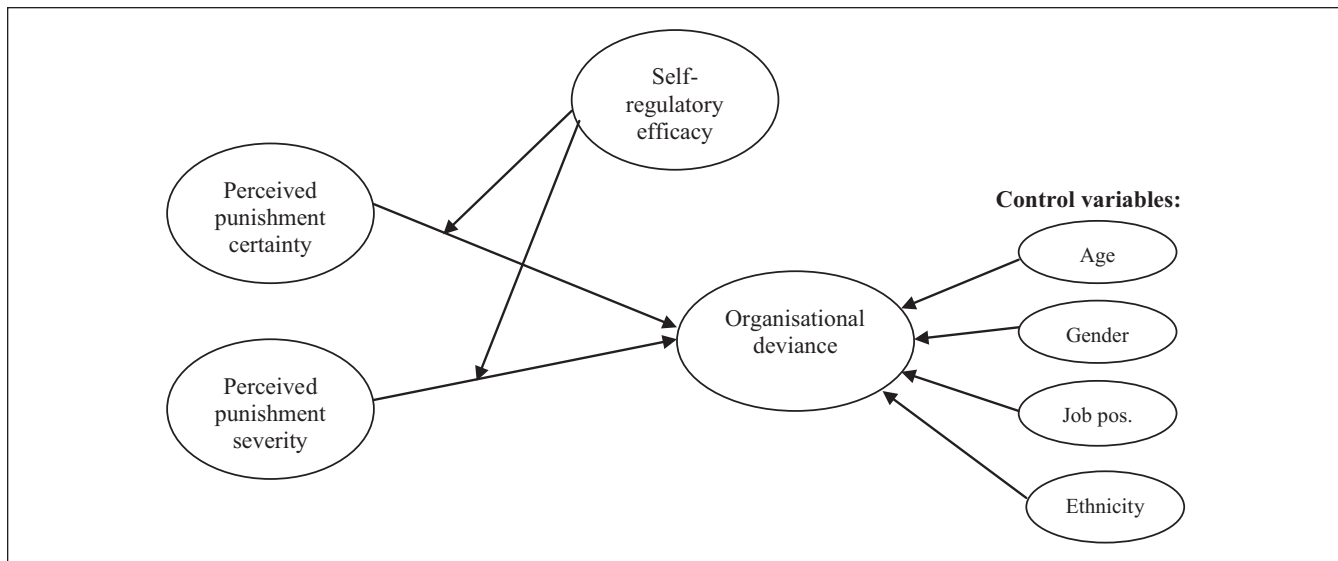 Self-
regulatory
efficacy
Perceived
punishment
certainty
Perceived
punishment
severity
Organisational
deviance
Control variables:
Age
Gender
Job pos.
Ethnicity